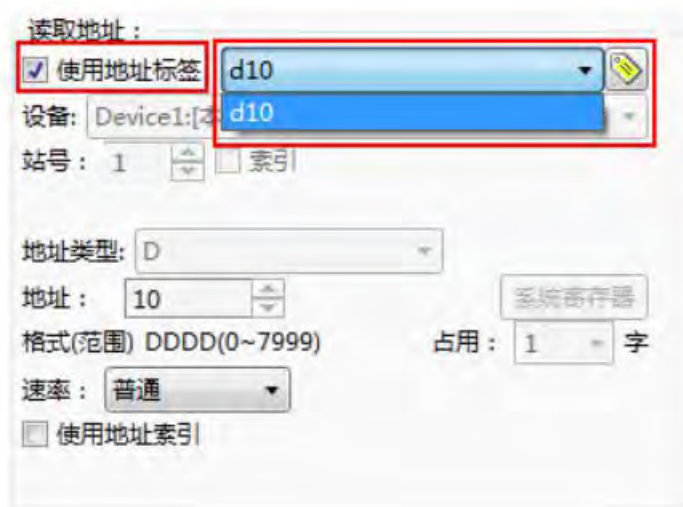 读取地址：
使用地址标签 d10
设备: Device1:[本 d10
站号： 1 索引
地址类型: D
地址： 10 系统寄存器
格式(范围) DDDD(0~7999) 占用： 1 字
速率： 普通
使用地址索引